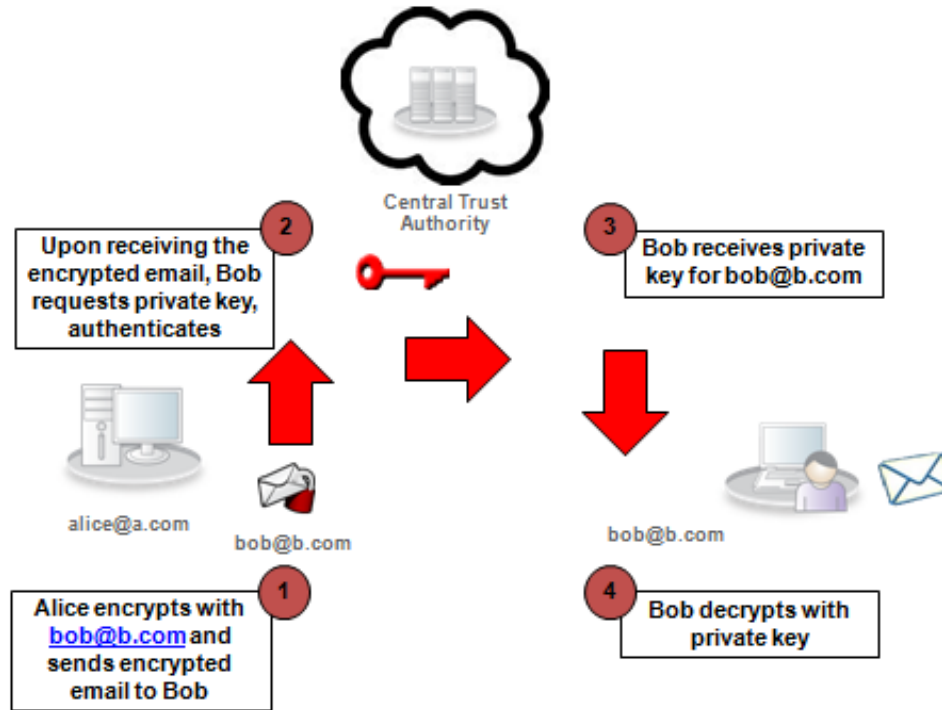 Central Trust
Authority
2
Upon receiving the
encrypted email, Bob
requests private key,
authenticates
3
Bob receives private
key for bob@b.com
alice@a.com
bob@b.com
bob@b.com
1
Alice encrypts with
bob@b.com and
sends encrypted
email to Bob
4
Bob decrypts with
private key